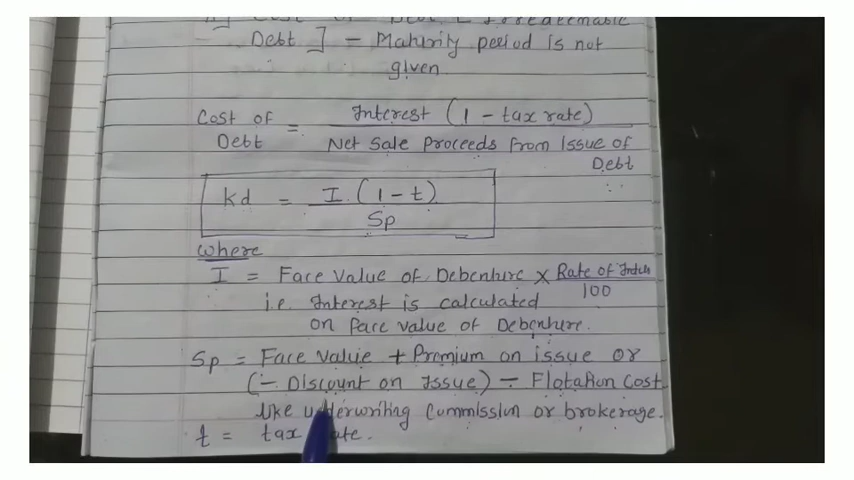 Debt ] - Maturity period is not
given
Cost of Debt = Interest (1 - tax rate)
Net Sale Proceeds from Issue of
Debt
Kd = I (1 - t)
Sp
where
I = Face Value of Debenture × Rate of
100
i.e Interest is calculated
on face value of Debenture.
Sp = Face Value + Premium on issue or
(- Discount on Issue) - Flotation Cost
like underwriting Commission or brokerage.
t = tax rate.